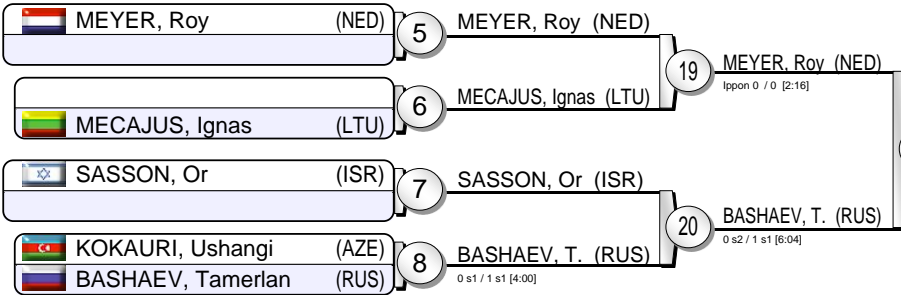 MEYER, Roy (NED)
5
MEYER, Roy (NED)
19
MEYER, Roy (NED)
Ippon 0 / 0 [2:16]
6
MECAJUS, Ignas (LTU)
MECAJUS, Ignas (LTU)
SASSON, Or (ISR)
7
SASSON, Or (ISR)
20
BASHAEV, T. (RUS)
0 s2 / 1 s1 [6:04]
KOKAURI, Ushangi (AZE)
8
BASHAEV, T. (RUS)
BASHAEV, Tamerlan (RUS)
0 s1 / 1 s1 [4:00]